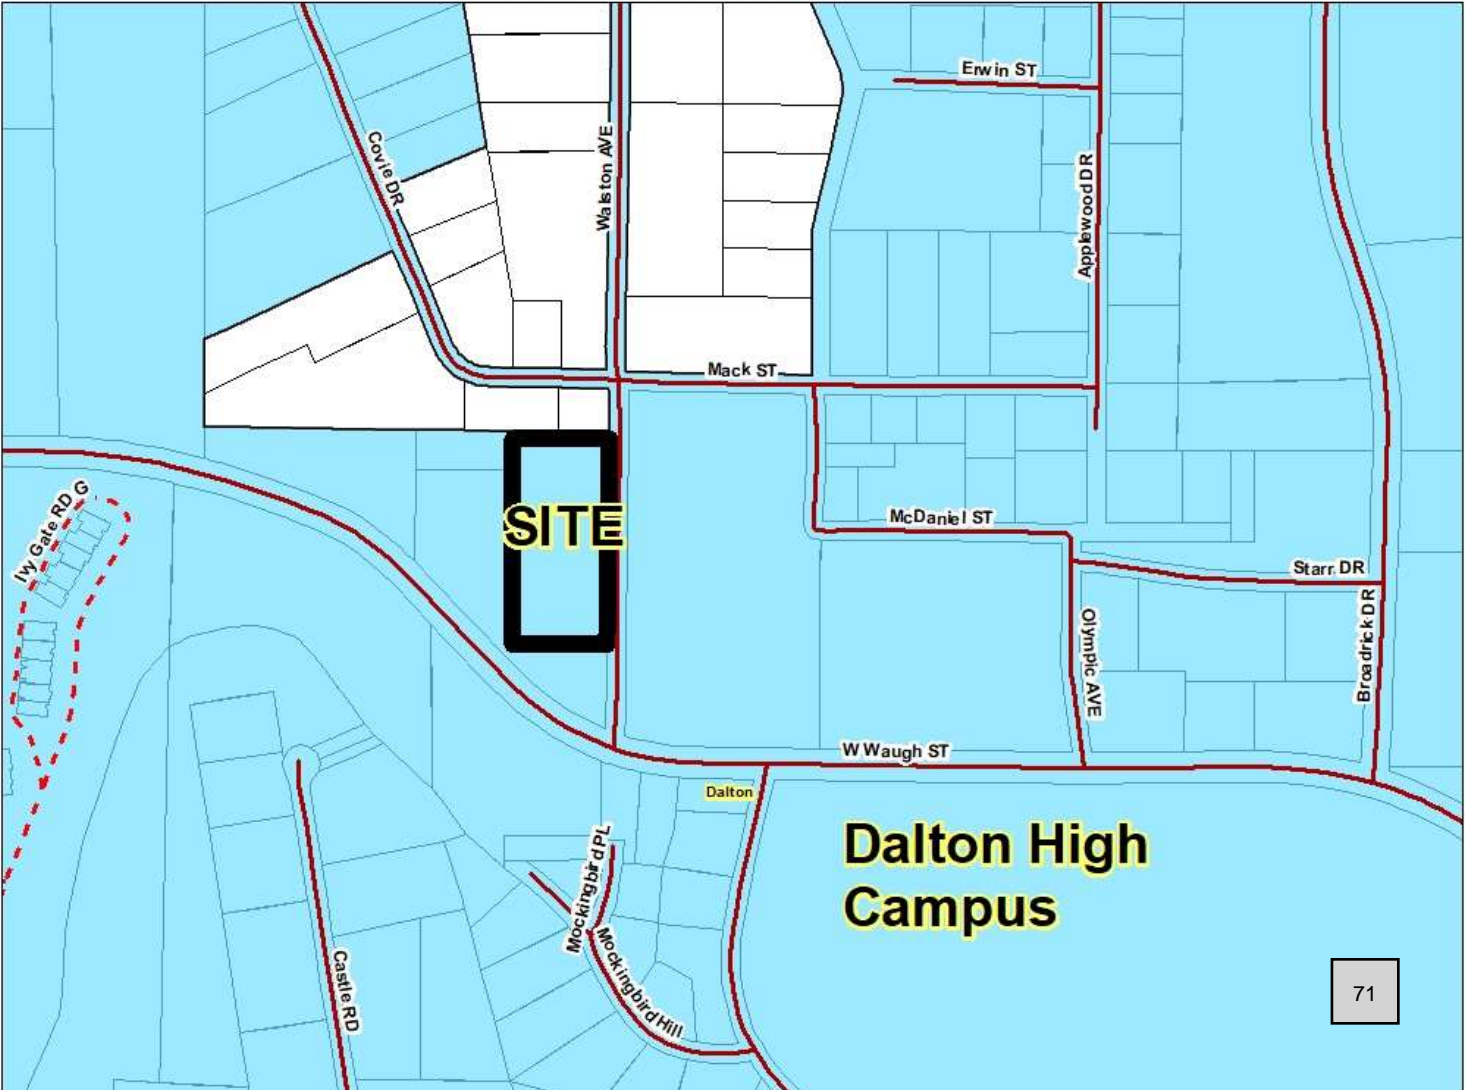 Erwin ST
Covie DR
Walston AVE
Applewood DR
Mack ST
Ivy Gate RD G
SITE
McDaniel ST
Starr DR
Olympic AVE
Broadrick DR
W Waugh ST
Dalton
Dalton High
Campus
Mockingbird PL
Mockingbird Hill
Castle RD
71